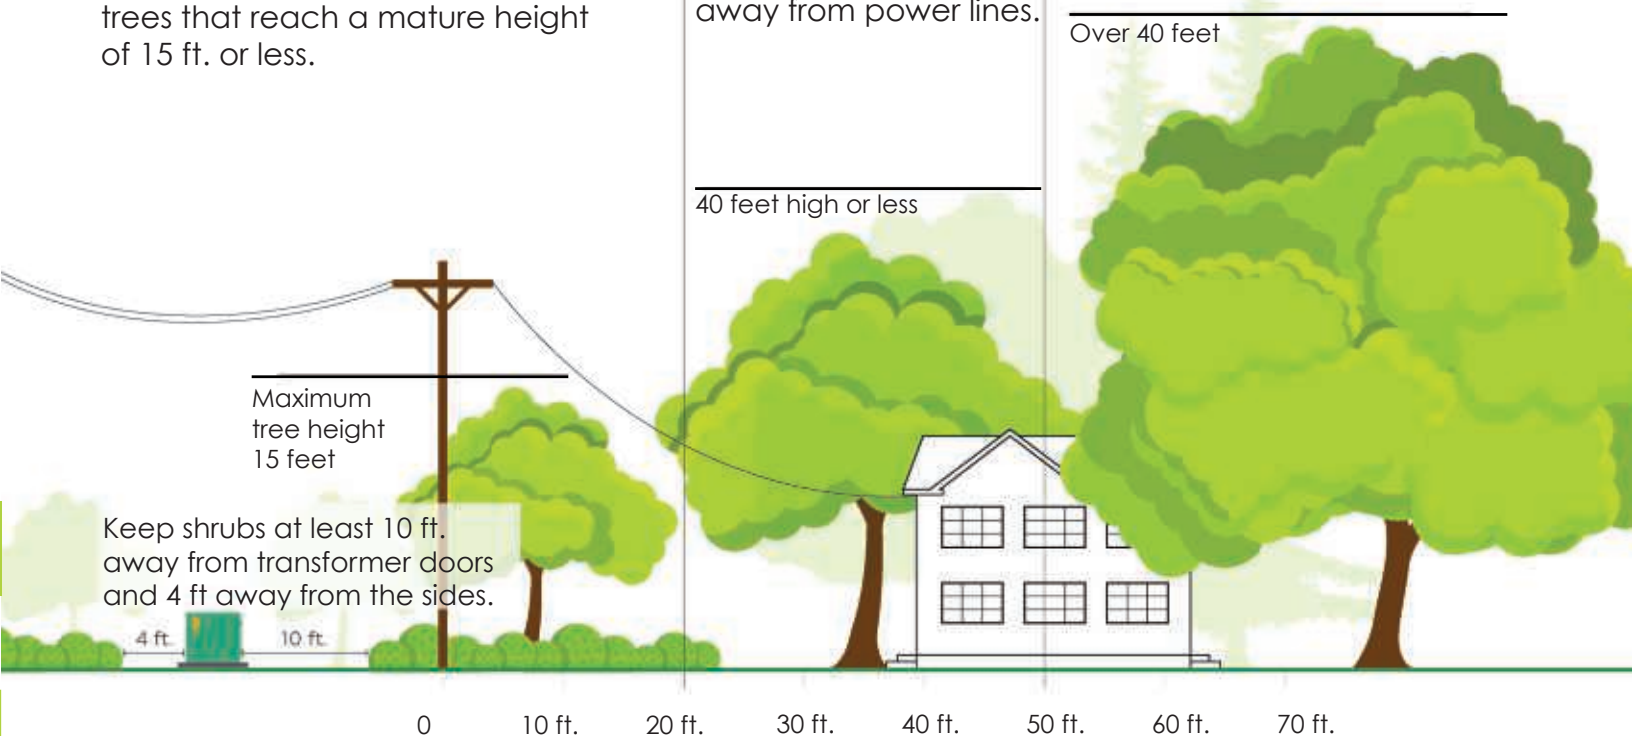 trees that reach a mature height
of 15 ft. or less.
away from power lines.
Over 40 feet
40 feet high or less
Maximum
tree height
15 feet
Keep shrubs at least 10 ft.
away from transformer doors
and 4 ft away from the sides.
4 ft.
10 ft.
0
10 ft.
20 ft.
30 ft.
40 ft.
50 ft.
60 ft.
70 ft.